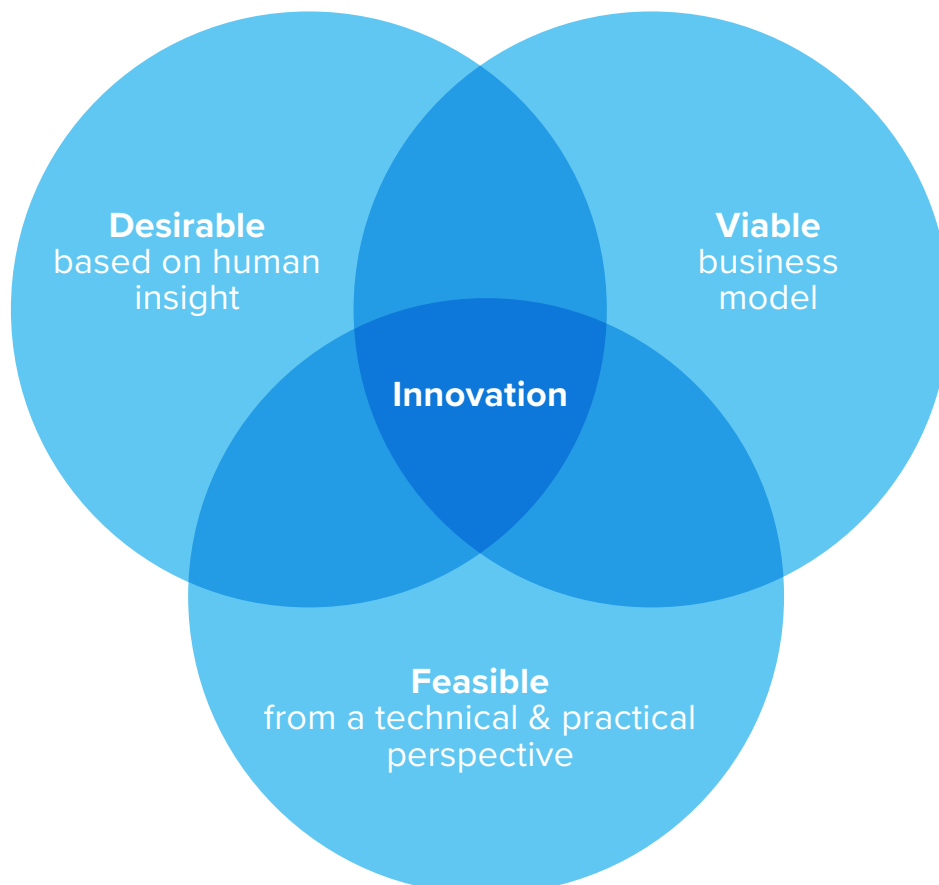 Desirable
based on human
insight
Viable
business
model
Innovation
Feasible
from a technical & practical
perspective